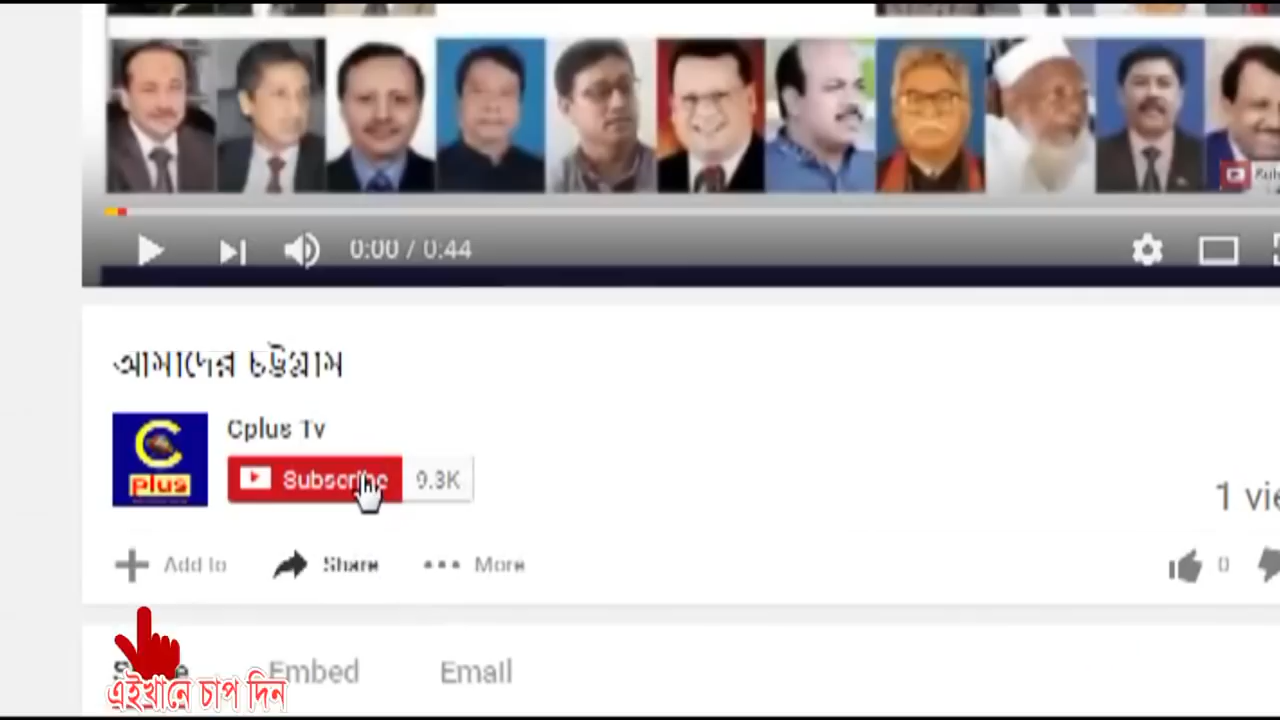 0:00 / 0:44
আমাদের চট্টগ্রাম
C
plus
Cplus Tv
Subscribe 9.3K
1
Add to Share More 0
Embed Email
এইখানে চাপ দিন